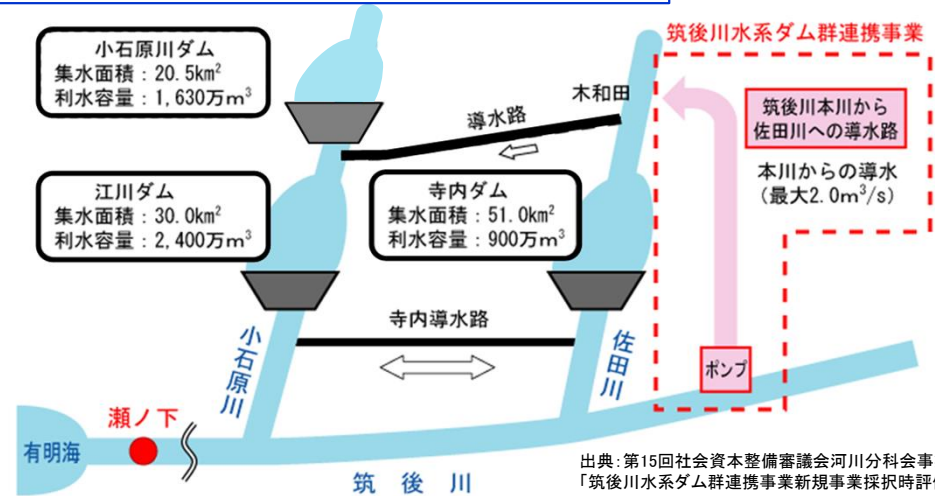 筑後川水系ダム群連携事業
小石原川ダム
集水面積：20.5km²
利水容量：1,630万m³
木和田
導水路
筑後川本川から
佐田川への導水路
本川からの導水
(最大2.0m³/s)
江川ダム
集水面積：30.0km²
利水容量：2,400万m³
寺内ダム
集水面積：51.0km²
利水容量：900万m³
寺内導水路
小石原川
佐田川
ポンプ
瀬ノ下
有明海
筑後川
出典：第15回社会資本整備審議会河川分科会事
「筑後川水系ダム群連携事業新規事業採択時評